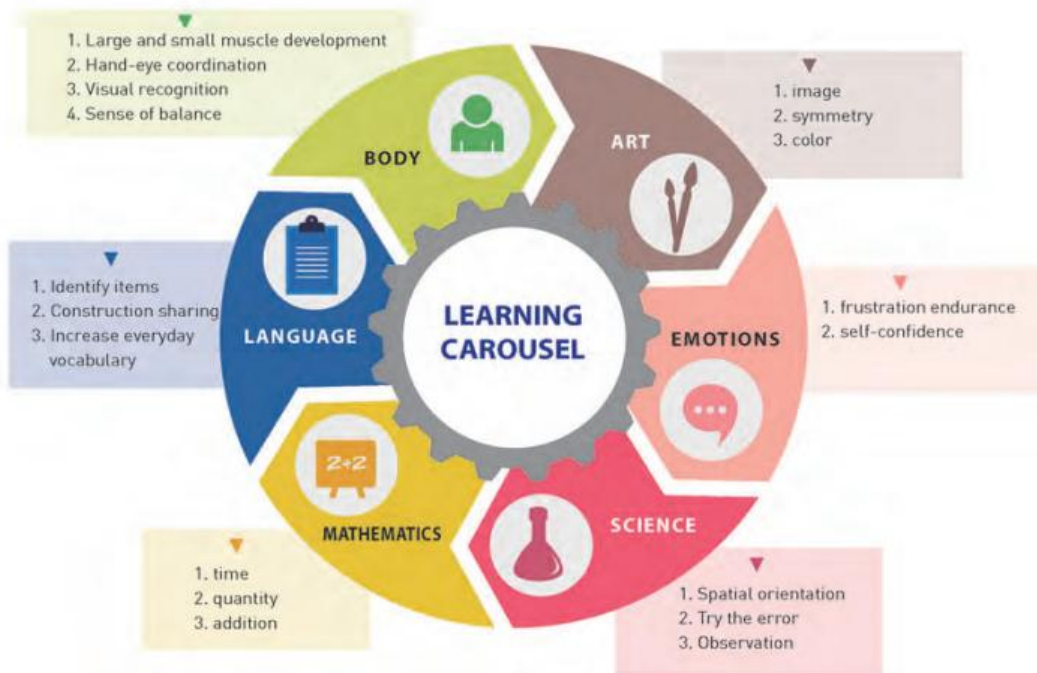 1. Large and small muscle development
2. Hand-eye coordination
3. Visual recognition
4. Sense of balance
BODY
ART
1. image
2. symmetry
3. color
1. Identify items
2. Construction sharing
3. Increase everyday
vocabulary
LANGUAGE
LEARNING
CAROUSEL
EMOTIONS
1. frustration endurance
2. self-confidence
2÷2
MATHEMATICS
SCIENCE
1. time
2. quantity
3. addition
1. Spatial orientation
2. Try the error
3. Observation